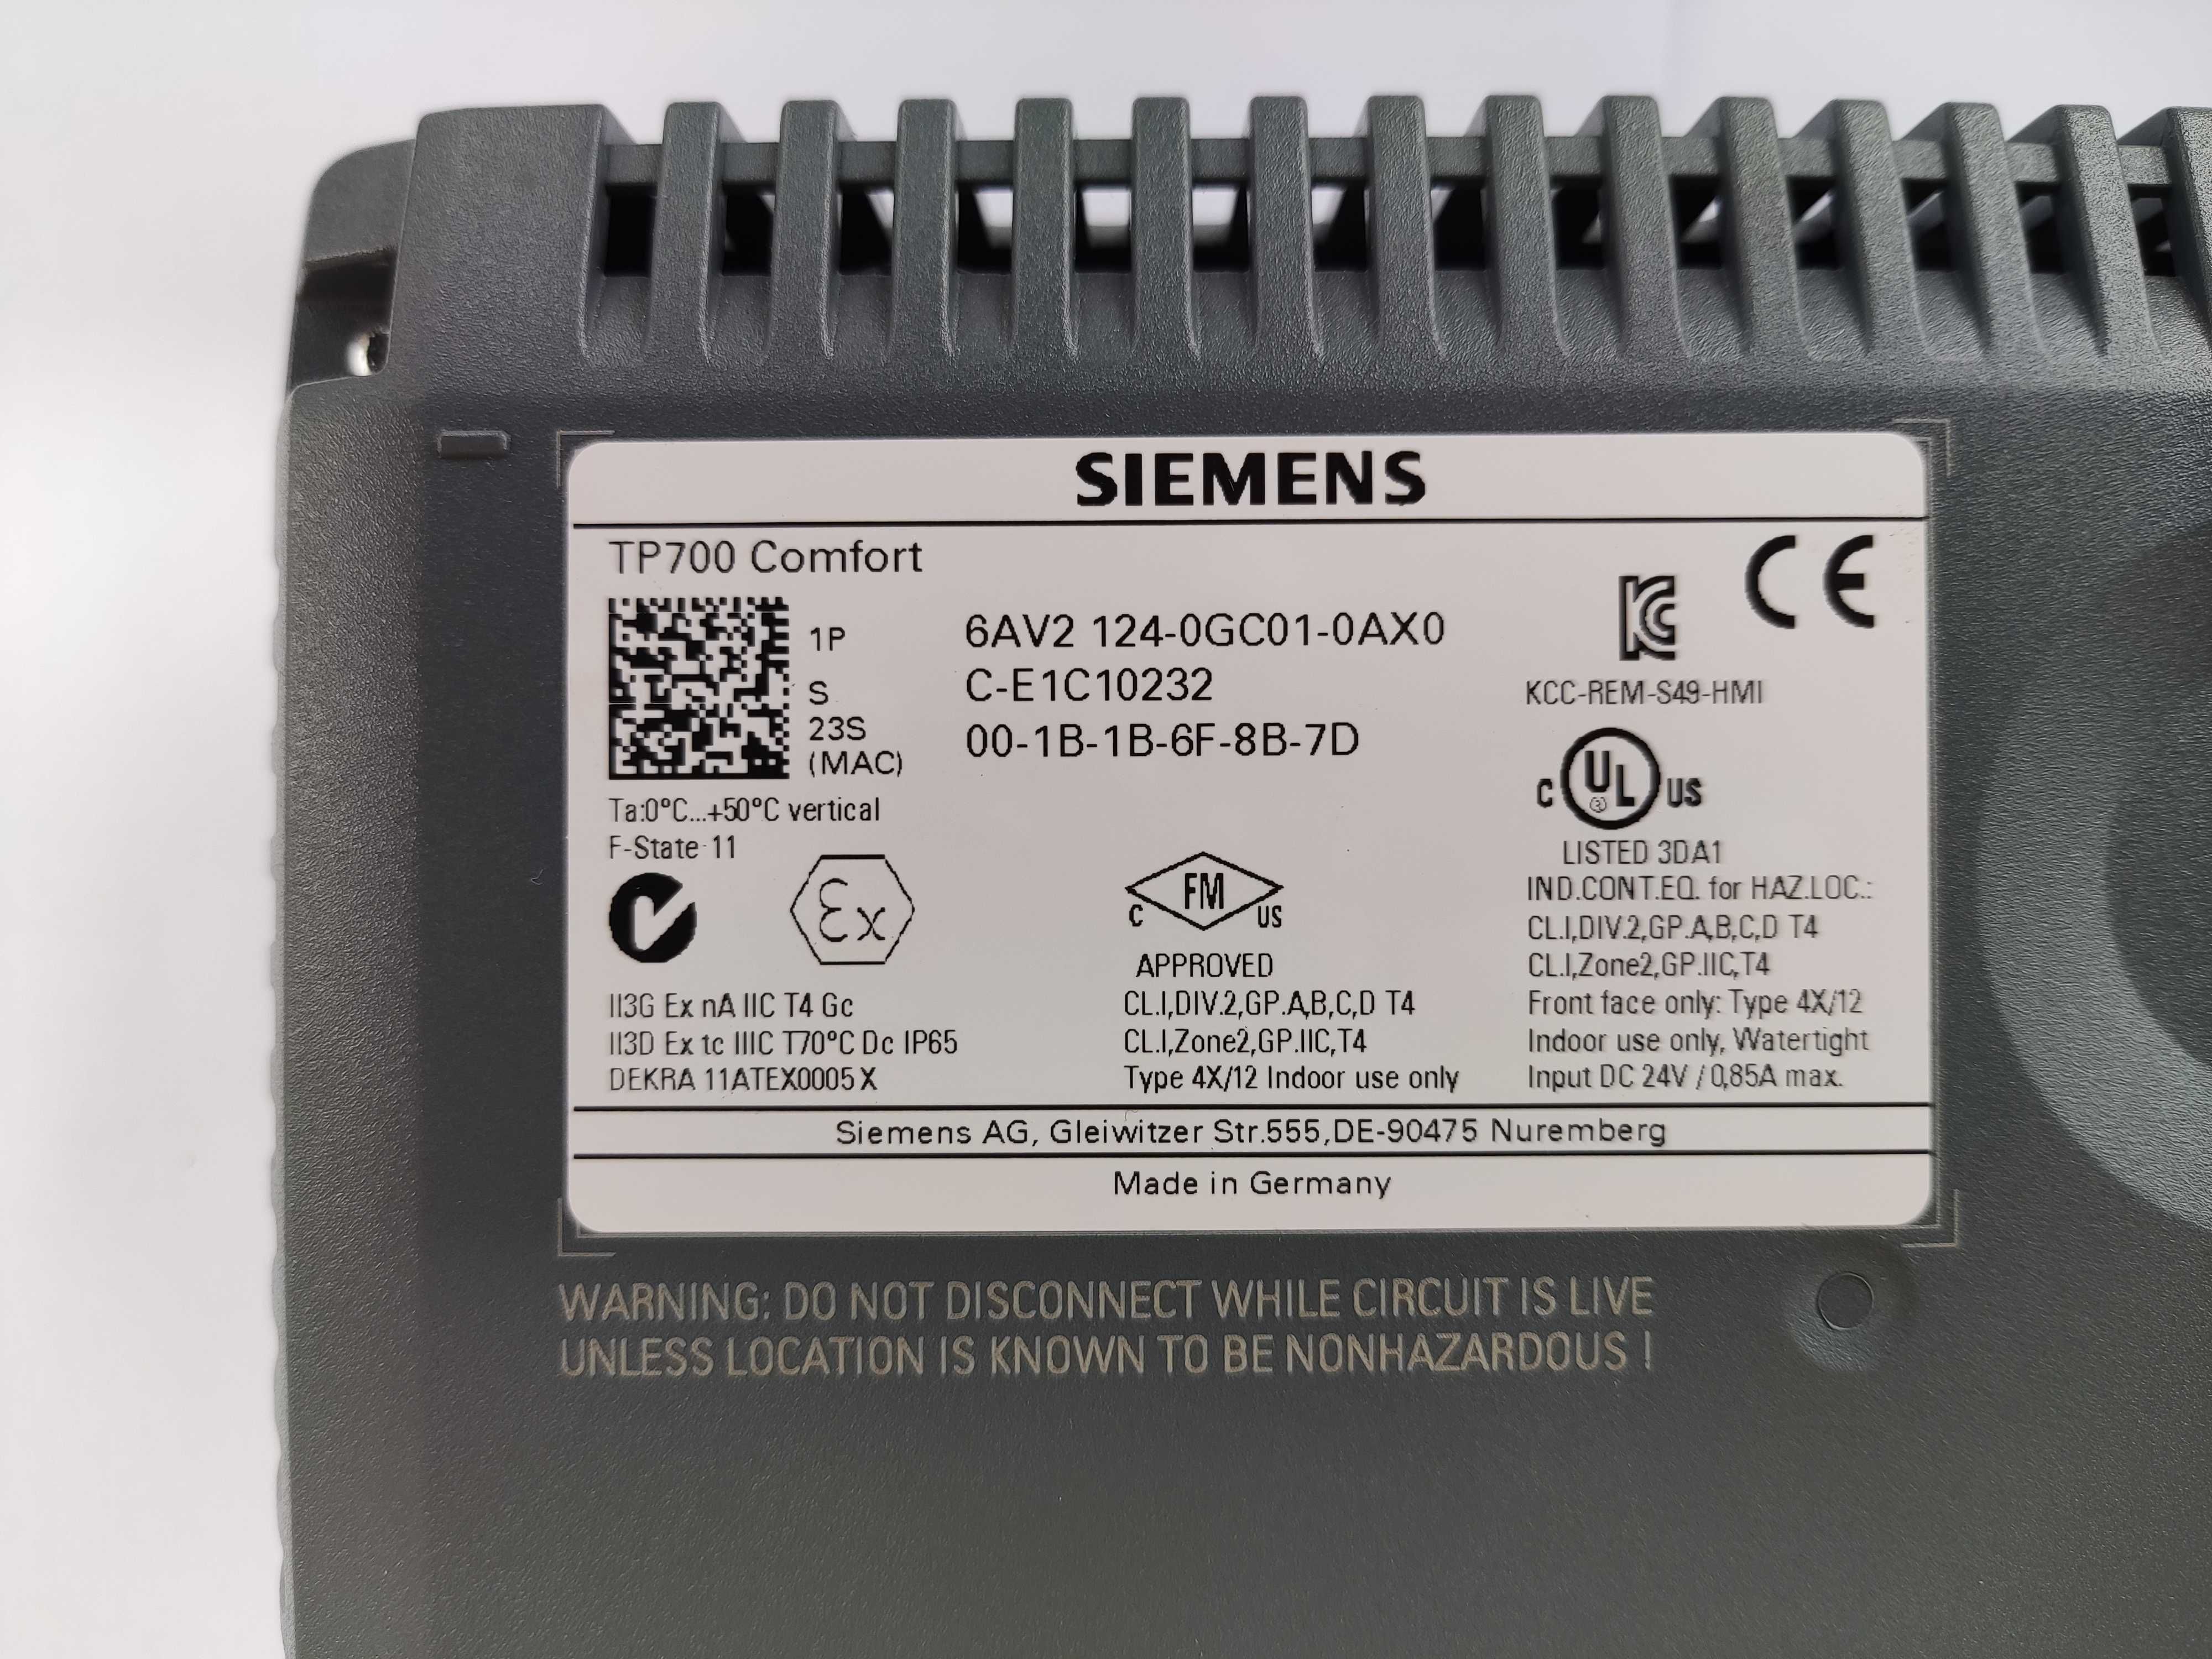 SIEMENS
TP700 Comfort
1P 6AV2 124-0GC01-0AX0
S C-E1C10232
23S
(MAC) 00-1B-1B-6F-8B-7D
Ta:0°C...+50°C vertical
F-State 11
CE
KC
KCC-REM-S49-HMI
C UL US
LISTED 3DA1
IND.CONT.EQ. for HAZ.LOC.:
CL.I,DIV.2,GP.A,B,C,D T4
CL.I,Zone2,GP.IIC,T4
Front face only: Type 4X/12
Indoor use only, Watertight
Input DC 24V / 0,85A max.
Ex
II3G Ex nA IIC T4 Gc
II3D Ex tc IIIC T70°C Dc IP65
DEKRA 11ATEX0005 X
C FM US
APPROVED
CL.I,DIV.2,GP.A,B,C,D T4
CL.I,Zone2,GP.IIC,T4
Type 4X/12 Indoor use only
Siemens AG, Gleiwitzer Str.555,DE-90475 Nuremberg
Made in Germany
WARNING: DO NOT DISCONNECT WHILE CIRCUIT IS LIVE
UNLESS LOCATION IS KNOWN TO BE NONHAZARDOUS !